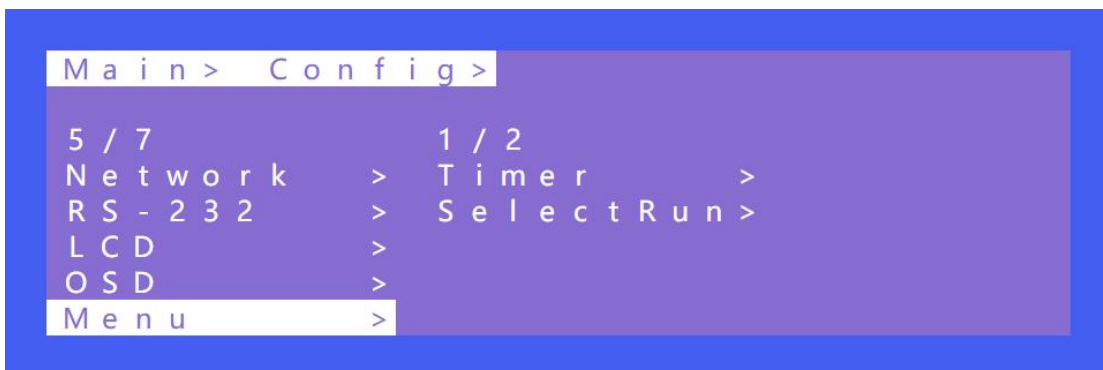 Main> Config>
5/7 1/2
Network > Timer >
RS-232 > SelectRun>
LCD >
OSD >
Menu >